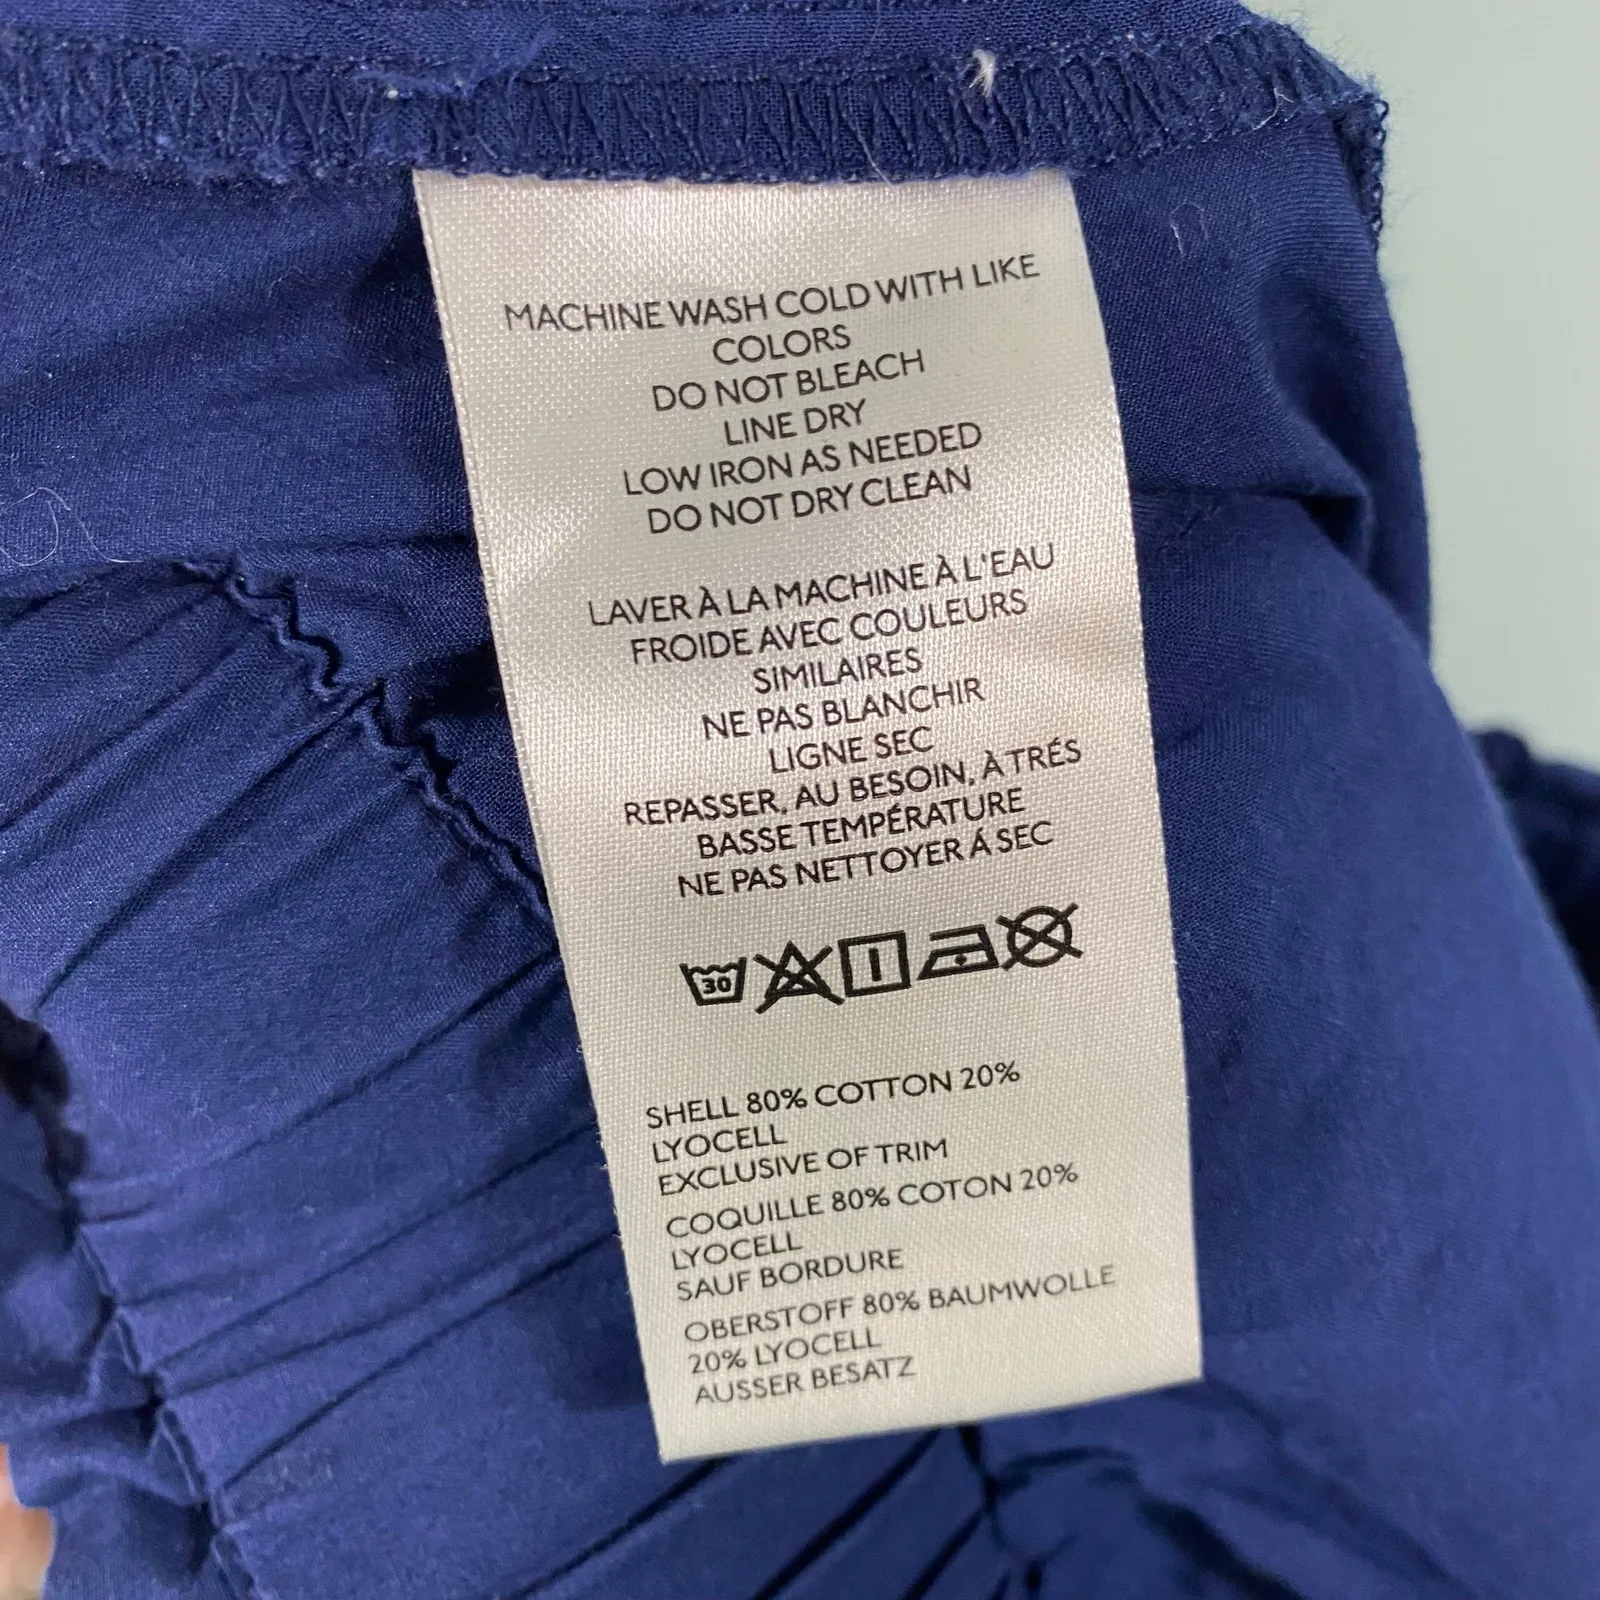 MACHINE WASH COLD WITH LIKE
COLORS
DO NOT BLEACH
LINE DRY
LOW IRON AS NEEDED
DO NOT DRY CLEAN
LAVER À LA MACHINE À L'EAU
FROIDE AVEC COULEURS
SIMILAIRES
NE PAS BLANCHIR
LIGNE SEC
REPASSER, AU BESOIN, À TRÉS
BASSE TEMPÉRATURE
NE PAS NETTOYER Á SEC
30
SHELL 80% COTTON 20%
LYOCELL
EXCLUSIVE OF TRIM
COQUILLE 80% COTON 20%
LYOCELL
SAUF BORDURE
OBERSTOFF 80% BAUMWOLLE
20% LYOCELL
AUSSER BESATZ